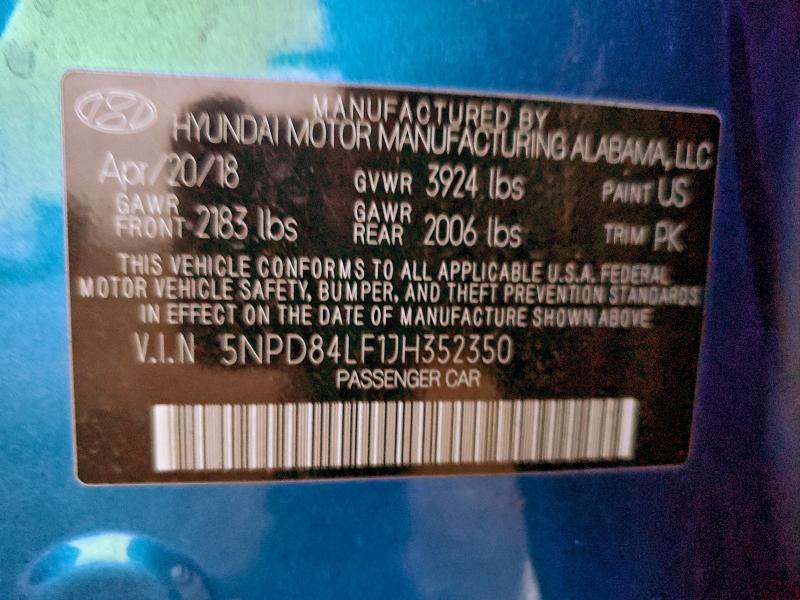 MANUFACTURED BY
HYUNDAI MOTOR MANUFACTURING ALABAMA, LLC
Apr/20/18 GVWR 3924 lbs PAINT US
GAWR FRONT 2183 lbs GAWR REAR 2006 lbs TRIM PK
THIS VEHICLE CONFORMS TO ALL APPLICABLE U.S.A. FEDERAL
MOTOR VEHICLE SAFETY, BUMPER, AND THEFT PREVENTION STANDARDS
IN EFFECT ON THE DATE OF MANUFACTURE SHOWN ABOVE
V.I.N 5NPD84LF1JH352350
PASSENGER CAR